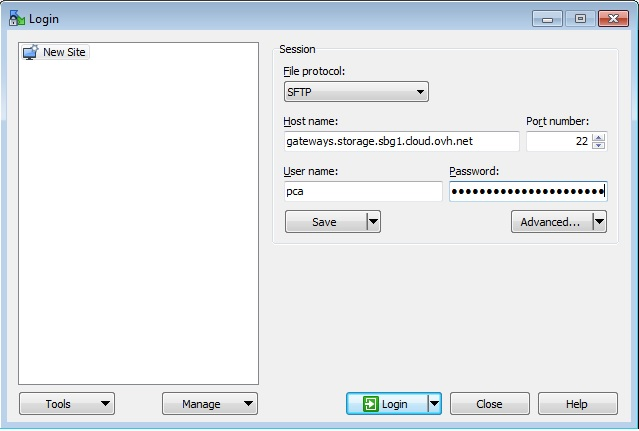 Login
New Site
Session
File protocol:
SFTP
Host name:
Port number:
gateways.storage.sbg1.cloud.ovh.net
22
User name:
Password:
pca
●●●●●●●●●●●●●●●●●●●●●●
Save
Advanced...
Tools
Manage
Login
Close
Help